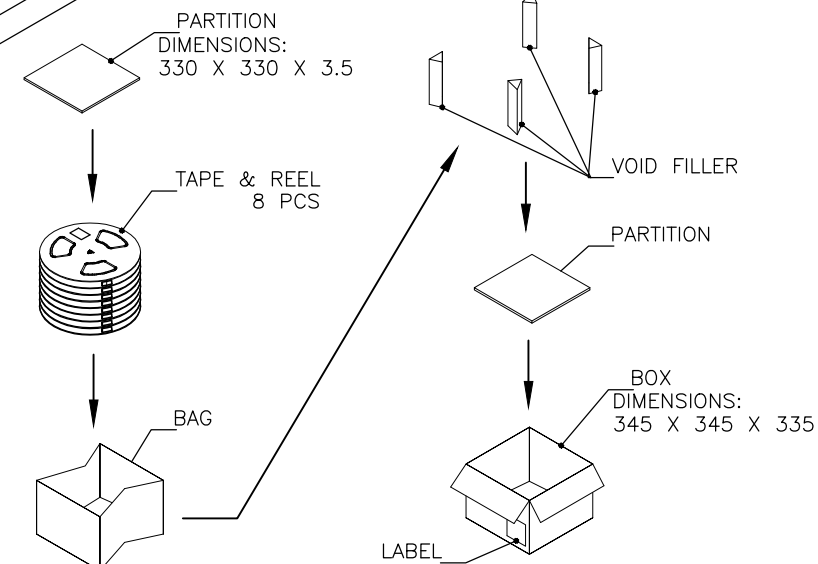 PARTITION
DIMENSIONS:
330 X 330 X 3.5
TAPE & REEL
8 PCS
BAG
VOID FILLER
PARTITION
BOX
DIMENSIONS:
345 X 345 X 335
LABEL